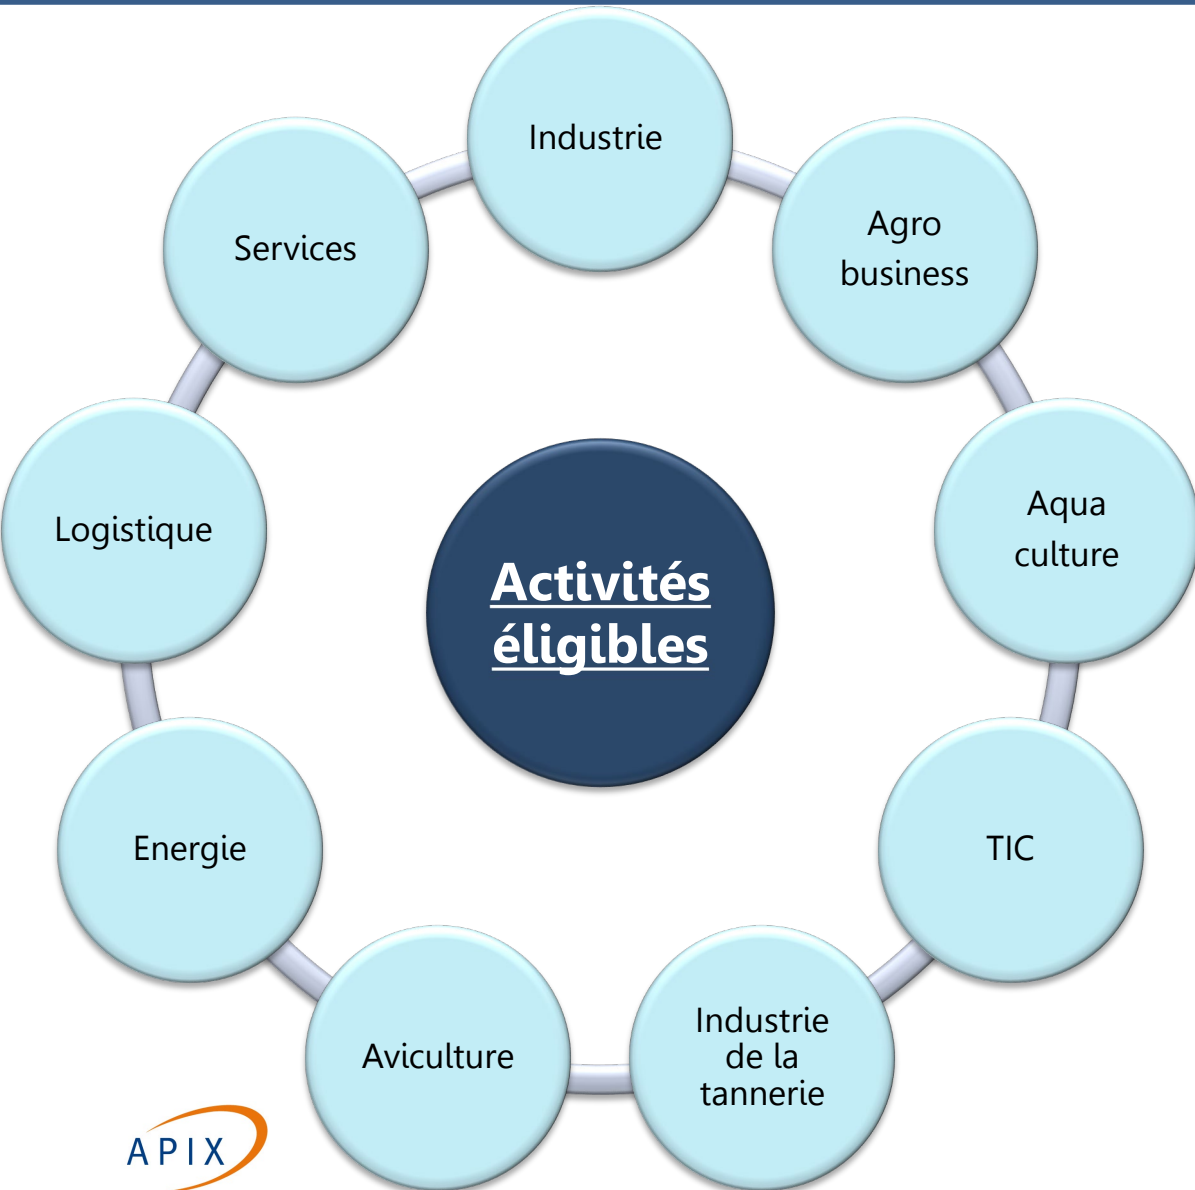 Industrie
Agro
business
Aqua
culture
TIC
Industrie
de la
tannerie
Aviculture
Energie
Logistique
Services
Activités
éligibles
APIX